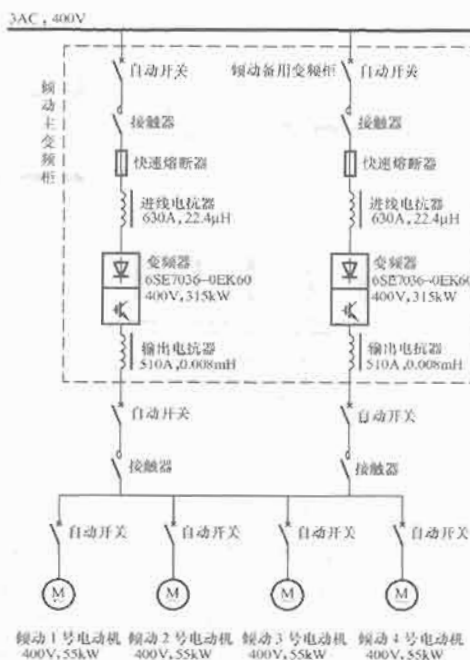 3AC,400V
倾动主变频柜
自动开关
倾动备用变频柜
自动开关
接触器
接触器
快速熔断器
快速熔断器
进线电抗器
630A,22.4μH
进线电抗器
630A,22.4μH
变频器
6SE7036-0EK60
400V,315kW
变频器
6SE7036-0EK60
400V,315kW
输出电抗器
510A,0.008mH
输出电抗器
510A,0.008mH
自动开关
自动开关
接触器
接触器
自动开关
自动开关
自动开关
自动开关
M
M
M
M
倾动1号电动机
400V,55kW
倾动2号电动机
400V,55kW
倾动3号电动机
400V,55kW
倾动4号电动机
400V,55kW